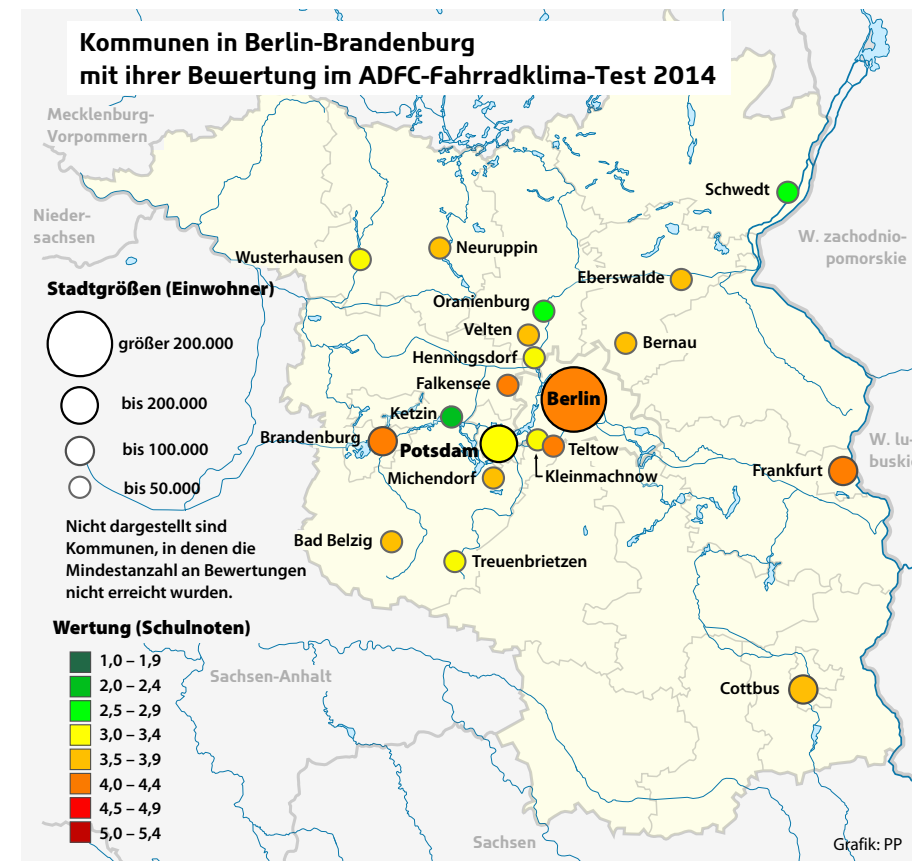 Kommunen in Berlin-Brandenburg
mit ihrer Bewertung im ADFC-Fahrradklima-Test 2014
Mecklenburg-
Vorpommern
Nieder-
sachsen
Schwedt
W. zachodnio-
pomorskie
Wusterhausen
Neuruppin
Eberswalde
Stadtgrößen (Einwohner)
größer 200.000
bis 200.000
bis 100.000
bis 50.000
Oranienburg
Velten
Henningsdorf
Bernau
Falkensee
Berlin
Ketzin
Brandenburg
Potsdam
Teltow
Kleinmachnow
Michendorf
Frankfurt
W. lu-
buskie
Nicht dargestellt sind
Kommunen, in denen die
Mindestanzahl an Bewertungen
nicht erreicht wurden.
Bad Belzig
Treuenbrietzen
Wertung (Schulnoten)
1,0 – 1,9
2,0 – 2,4
2,5 – 2,9
3,0 – 3,4
3,5 – 3,9
4,0 – 4,4
4,5 – 4,9
5,0 – 5,4
Sachsen-Anhalt
Cottbus
Sachsen
Grafik: PP